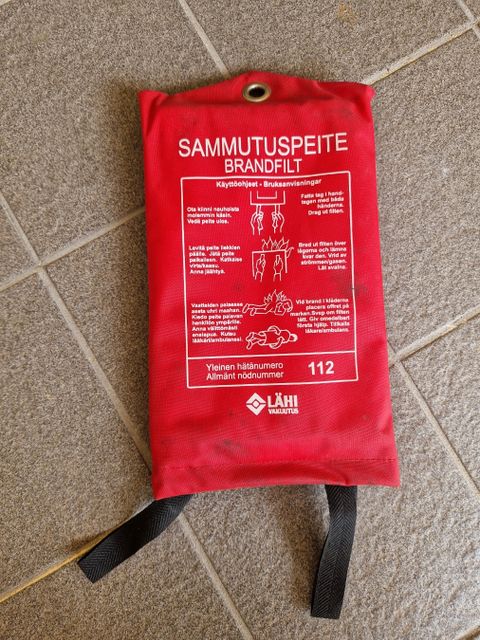 SAMMUTUSPEITE
BRANDFILT
Käyttöohjeet - Bruksanvisningar
Ota kiinni nauhoista
molemmin käsin.
Vedä peite ulos.
Fatta tag i hand-
tagen med båda
händerna.
Drag ut filten.
Levitä peite liekkien
päälle. Jätä peite
paikalleen. Katkaise
virta/kaasu.
Anna jäähtyä.
Bred ut filten över
lågorna och lämna
över den. Vrid av
strömmen/gasen.
Låt svalna.
Vaatteiden palaessa
aseta uhri maahan.
Kiedo peite palavan
henkilön ympärille.
Anna välittömästi
ensiapua. Kutsu
lääkäri/ambulanssi.
Vid brand i kläderna
placera offret på
marken.Svep om filten
tätt. Giv omedelbart
första hjälp. Tillkalla
läkare/ambulans.
Yleinen hätänumero
Allmänt nödnummer
112
LÄHI
VAKUUTUS